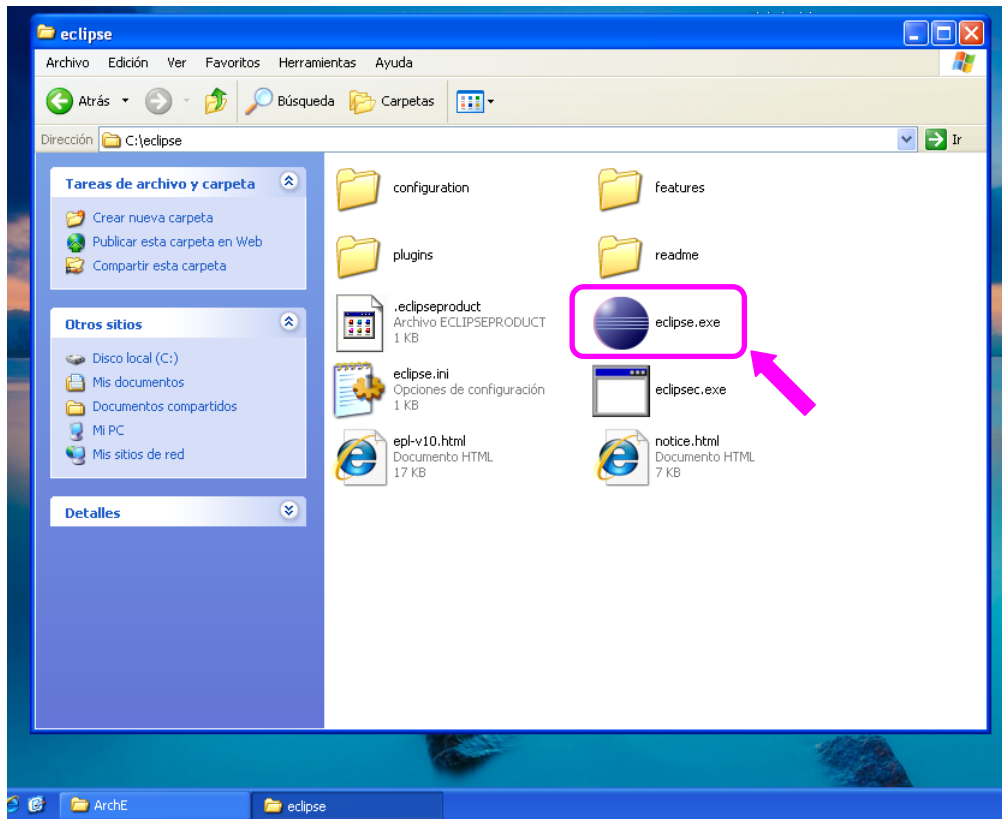 eclipse
Archivo Edición Ver Favoritos Herramientas Ayuda
Atrás Búsqueda Carpetas
Dirección C:\eclipse Ir
Tareas de archivo y carpeta
Crear nueva carpeta
Publicar esta carpeta en Web
Compartir esta carpeta
Otros sitios
Disco local (C:)
Mis documentos
Documentos compartidos
Mi PC
Mis sitios de red
Detalles
configuration
features
plugins
readme
.eclipseproduct
Archivo ECLIPSEPRODUCT
1 KB
eclipse.exe
eclipse.ini
Opciones de configuración
1 KB
eclipsec.exe
epl-v10.html
Documento HTML
17 KB
notice.html
Documento HTML
7 KB
ArchE
eclipse